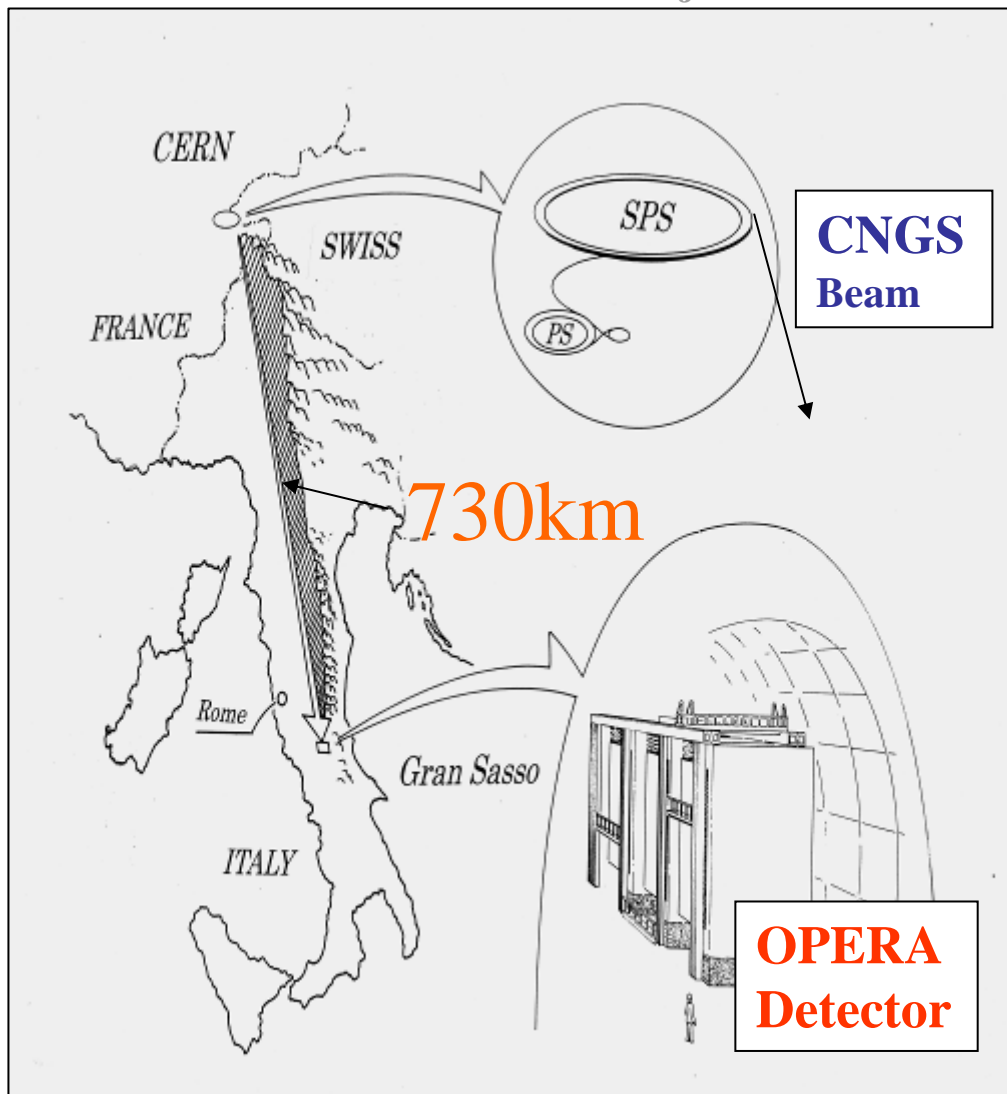 CERN
SPS
CNGS
Beam
SWISS
FRANCE
PS
730km
Rome
Gran Sasso
ITALY
OPERA
Detector